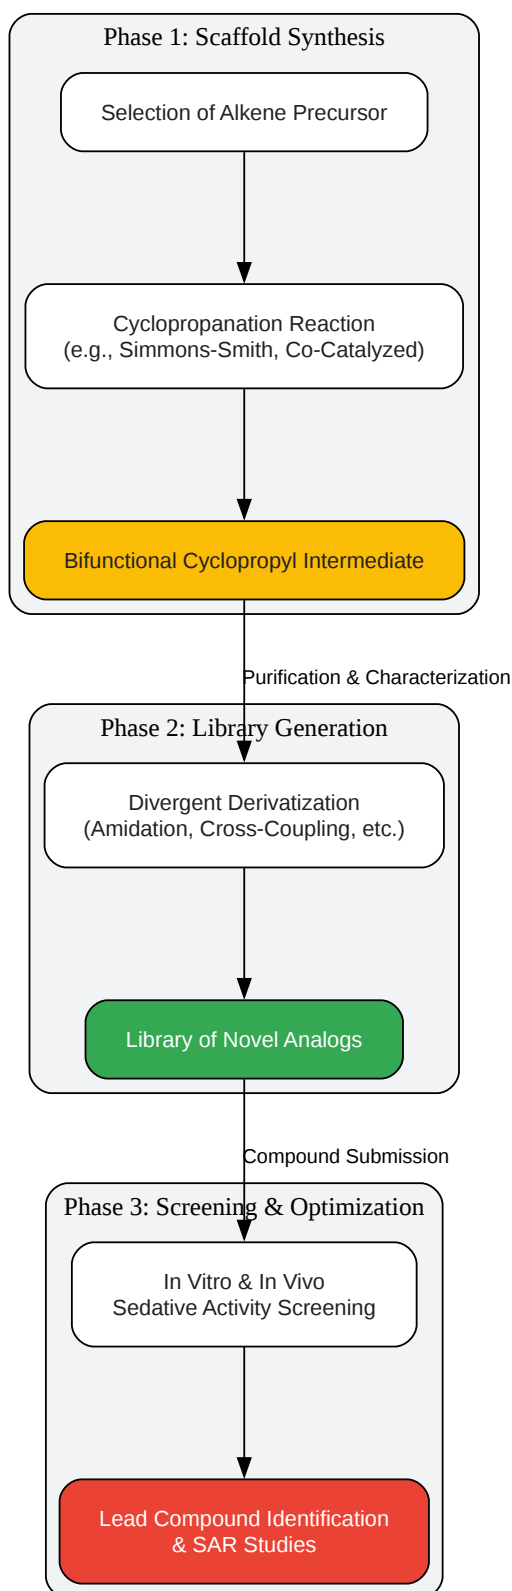 Phase 1: Scaffold Synthesis
Selection of Alkene Precursor
Cyclopropanation Reaction
(e.g., Simmons-Smith, Co-Catalyzed)
Bifunctional Cyclopropyl Intermediate
Purification & Characterization
Phase 2: Library Generation
Divergent Derivatization
(Amidation, Cross-Coupling, etc.)
Library of Novel Analogs
Compound Submission
Phase 3: Screening & Optimization
In Vitro & In Vivo
Sedative Activity Screening
Lead Compound Identification
& SAR Studies